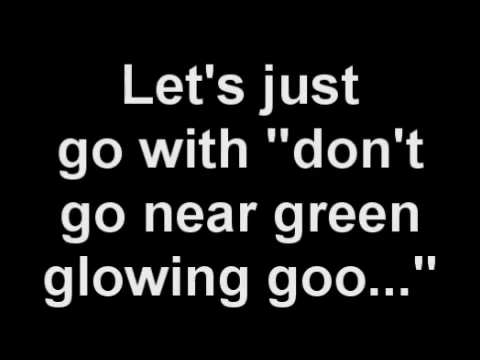 Let's just
go with "don't
go near green
glowing goo..."